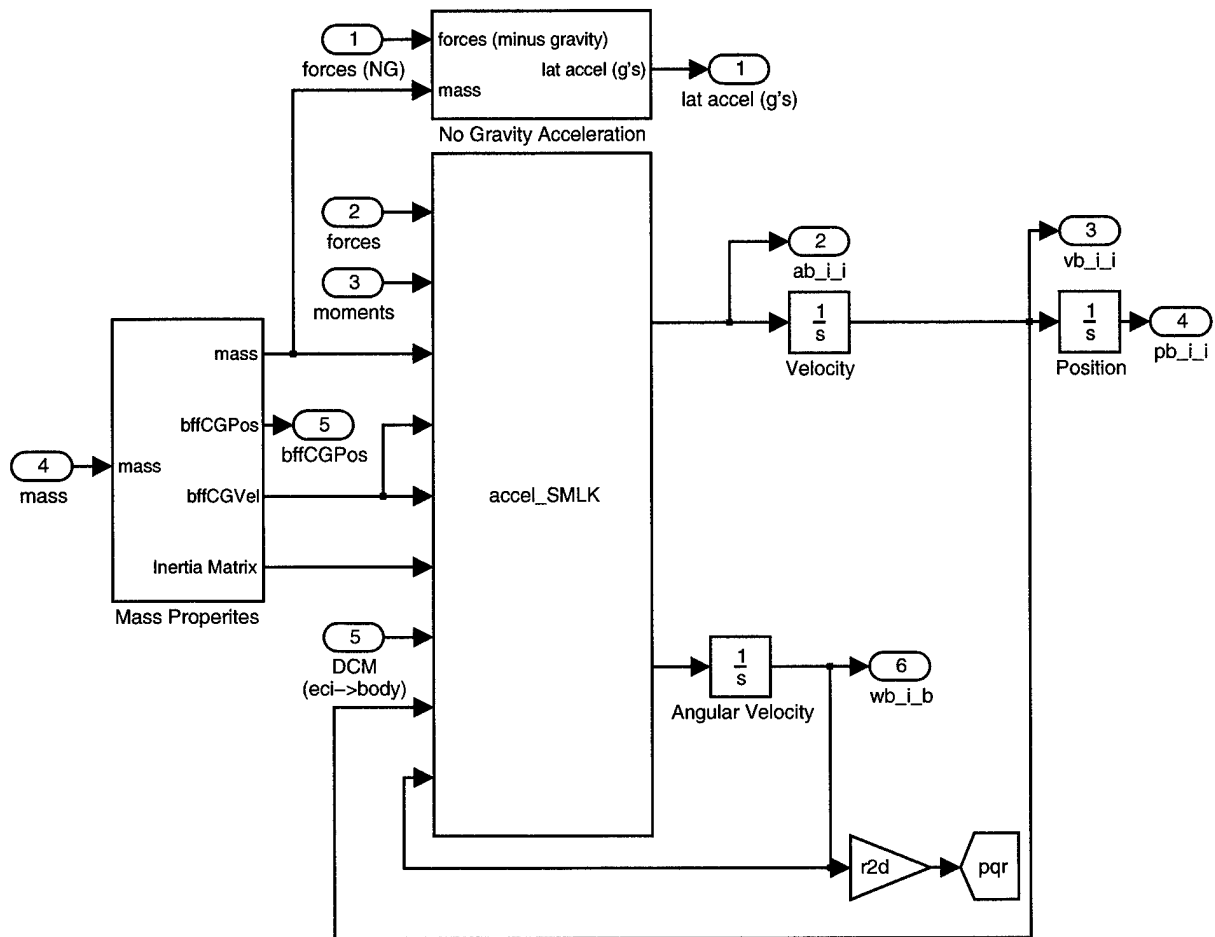 1
forces (NG)
forces (minus gravity)
mass
lat accel (g's)
No Gravity Acceleration
1
lat accel (g's)
2
forces
3
moments
mass
bffCGPos
mass
bffCGVel
Inertia Matrix
Mass Properites
4
mass
5
bffCGPos
accel_SMLK
5
DCM
(eci–>body)
2
ab_i_i
1
s
Velocity
3
vb_i_i
1
s
Position
4
pb_i_i
1
s
Angular Velocity
6
wb_i_b
r2d
pqr